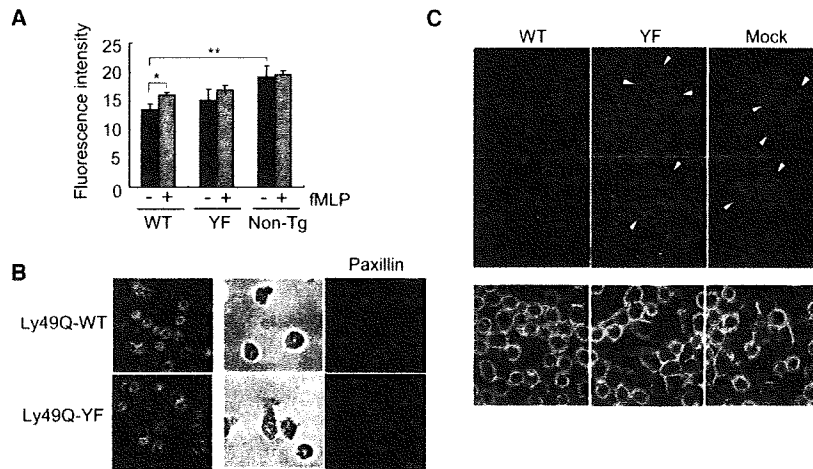 A
Fluorescence intensity
25
20
15
10
5
0
*
**
- + - + - + fMLP
WT YF Non-Tg
B
Paxillin
Ly49Q-WT
Ly49Q-YF
C
WT YF Mock